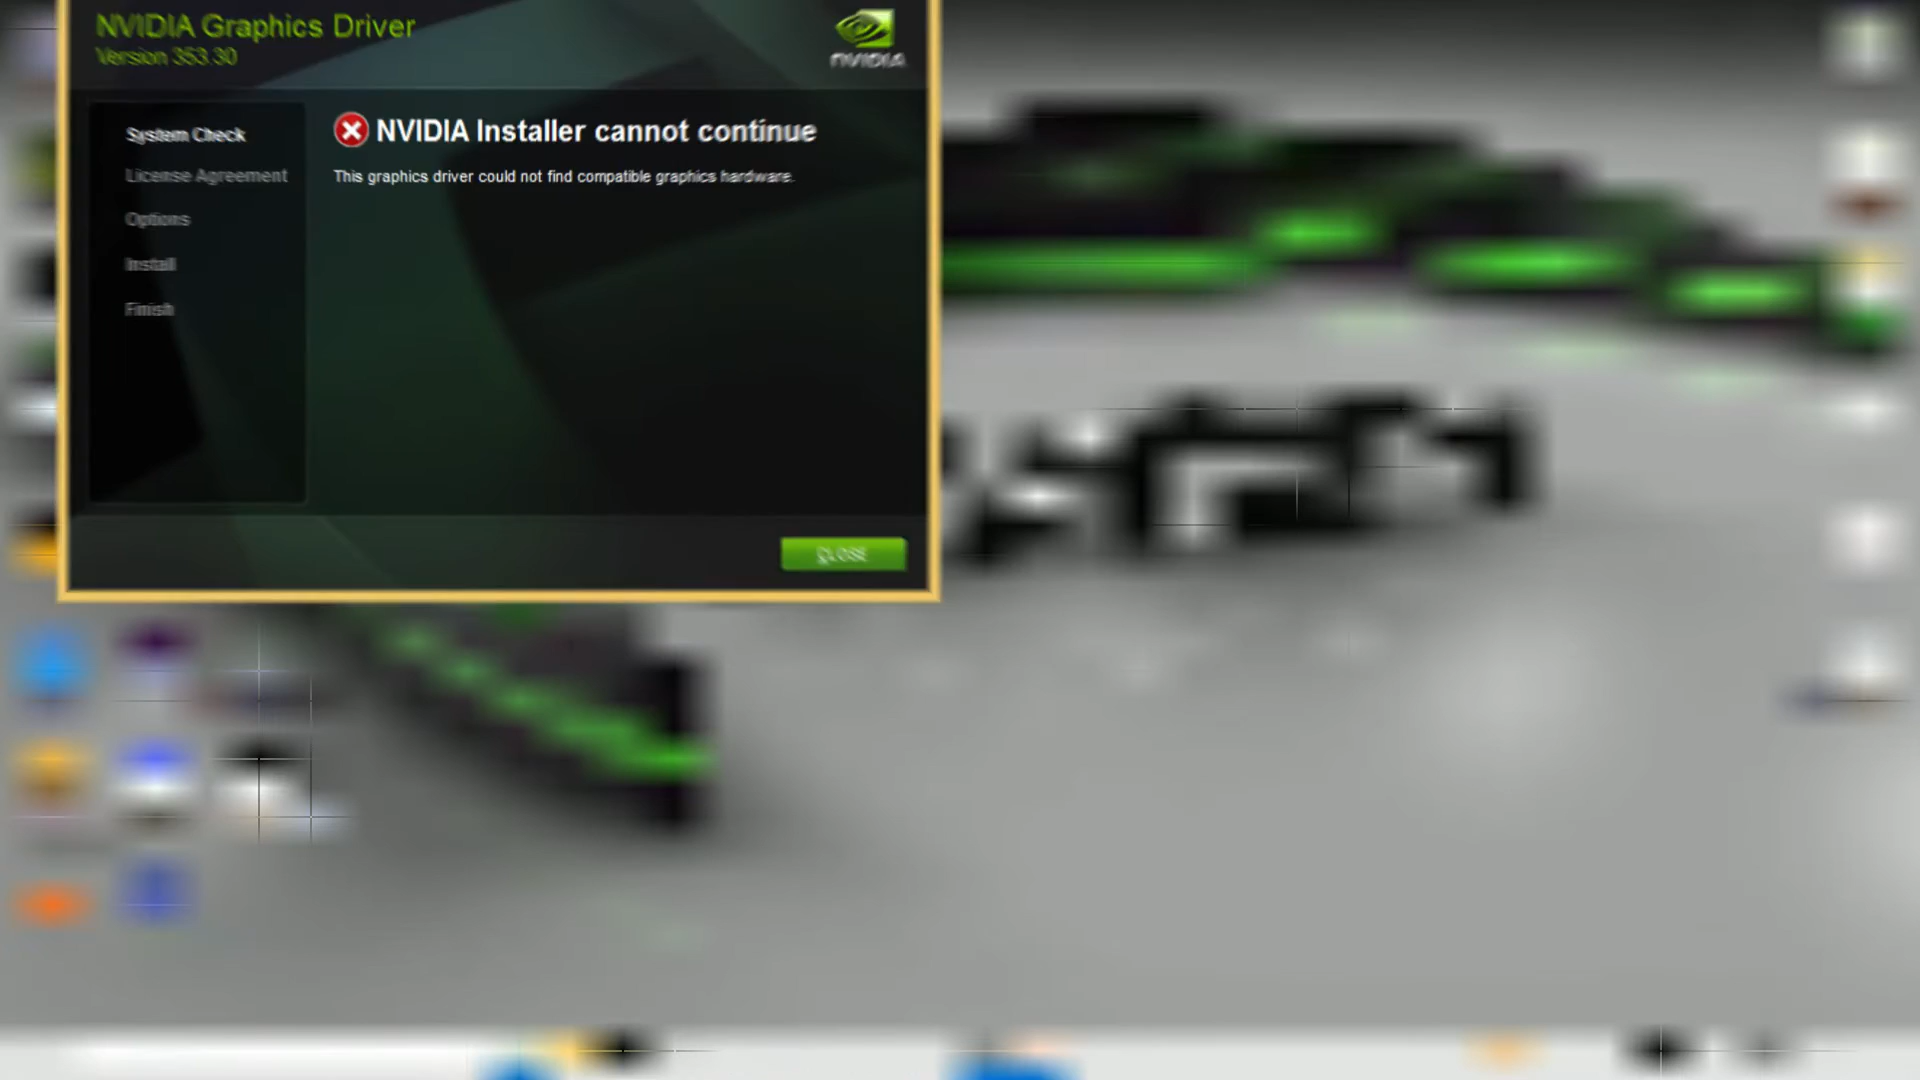 NVIDIA Graphics Driver
Version 353.30
NVIDIA
System Check
License Agreement
Options
Install
Finish
NVIDIA Installer cannot continue
This graphics driver could not find compatible graphics hardware.
CLOSE